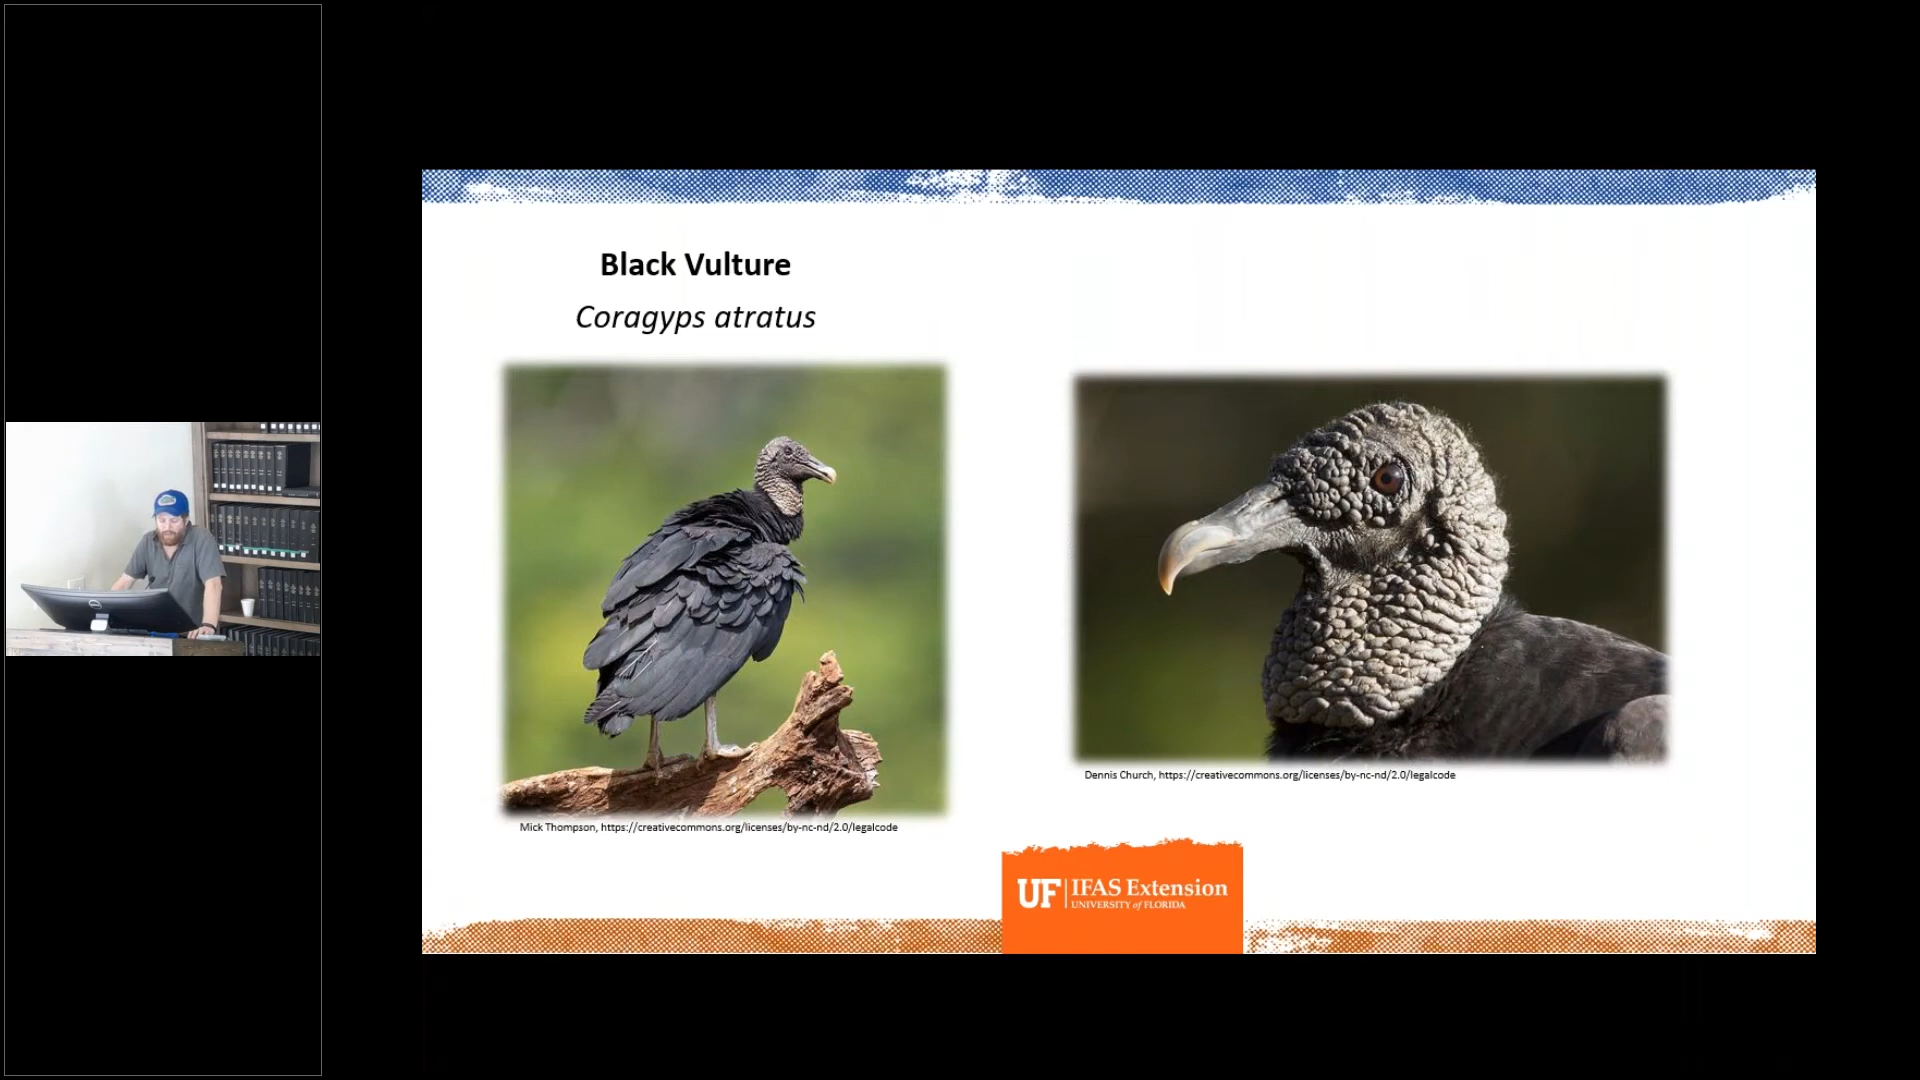 Black Vulture
Coragyps atratus
Mick Thompson, https://creativecommons.org/licenses/by-nc-nd/2.0/legalcode
Dennis Church, https://creativecommons.org/licenses/by-nc-nd/2.0/legalcode
UF IFAS Extension
UNIVERSITY of FLORIDA